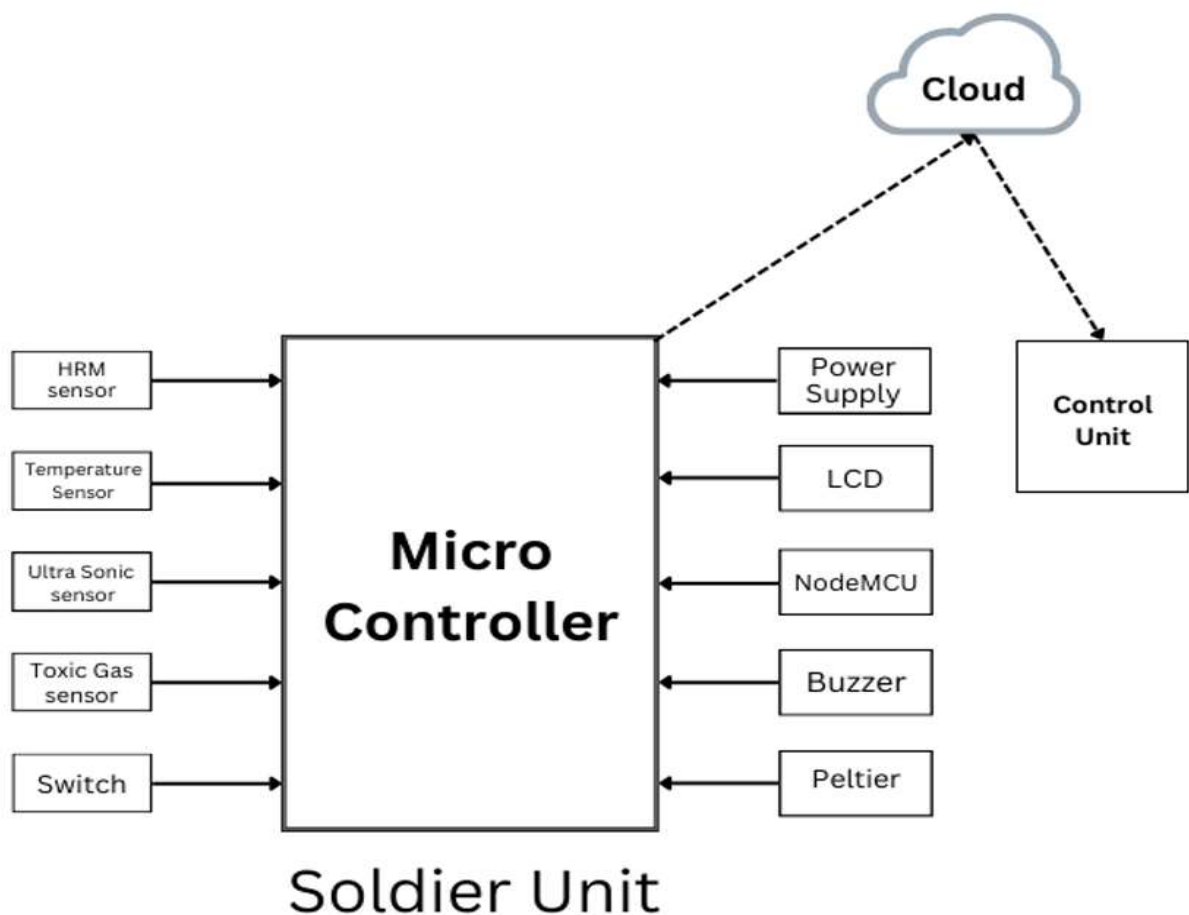 Cloud
HRM
sensor
Temperature
Sensor
Ultra Sonic
sensor
Toxic Gas
sensor
Switch
Micro
Controller
Power
Supply
LCD
NodeMCU
Buzzer
Peltier
Control
Unit
Soldier Unit